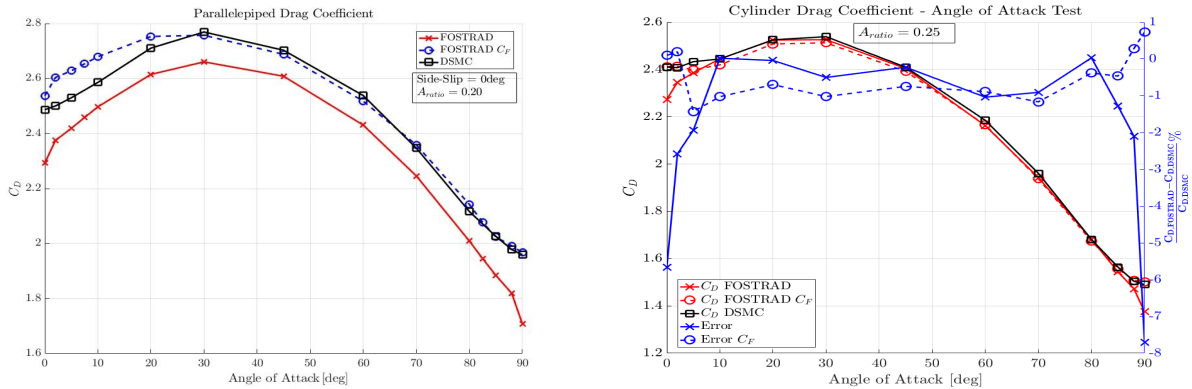 Parallelepiped Drag Coefficient
FOSTRAD
FOSTRAD C_F
DSMC
Side-Slip = 0deg
A_ratio = 0.20
C_D
2.8
2.6
2.4
2.2
2
1.8
1.6
0 10 20 30 40 50 60 70 80 90
Angle of Attack [deg]
Cylinder Drag Coefficient - Angle of Attack Test
A_ratio = 0.25
C_D
2.6
2.4
2.2
2
1.8
1.6
1.4
1.2
C_D FOSTRAD
C_D FOSTRAD C_F
C_D DSMC
Error
Error C_F
0 10 20 30 40 50 60 70 80 90
Angle of Attack [deg]
1
0
-1
-2
-3
-4
-5
-6
-7
-8
C_D,FOSTRAD−C_D,DSMC %
C_D,DSMC